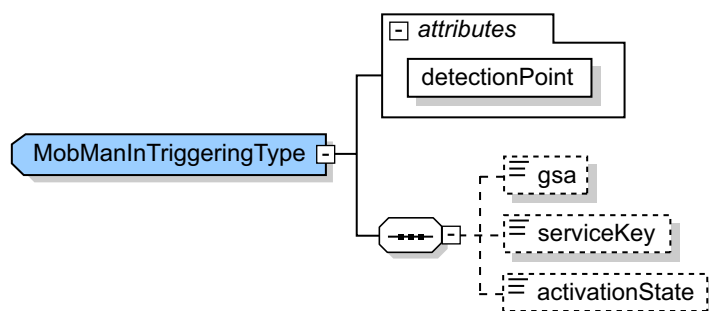 attributes
detectionPoint
MobManInTriggeringType
gsa
serviceKey
activationState